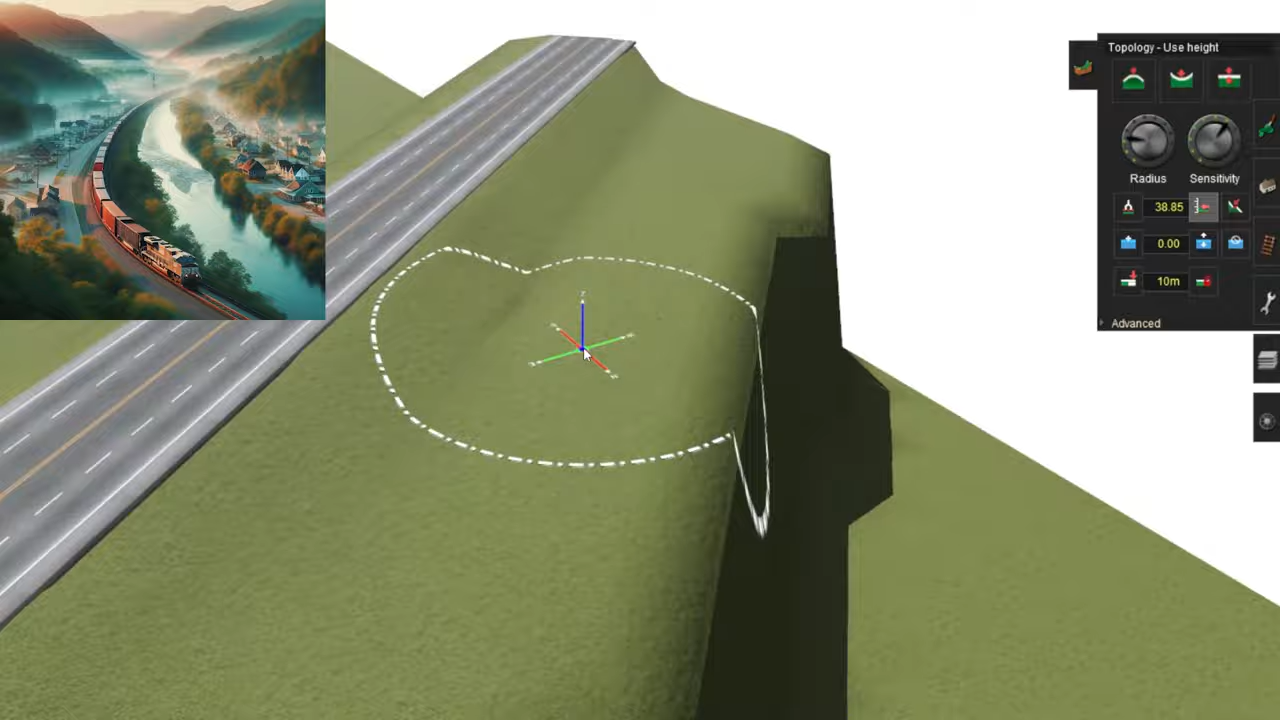 Topology - Use height
Radius
Sensitivity
38.85
0.00
10m
Advanced